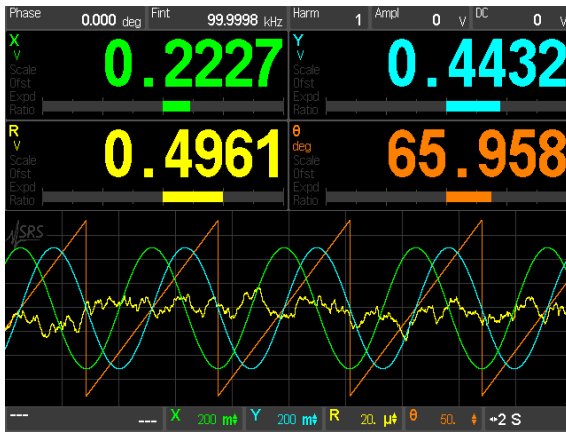 Phase 0.000 deg Fint 99.9998 kHz Harm 1 Ampl 0 V DC 0 V
X Y
V 0.2227 V 0.4432
Scale Scale
Ofst Ofst
Expd Expd
Ratio Ratio
R θ
V 0.4961 deg 65.958
Scale Scale
Ofst Ofst
Expd Expd
Ratio Ratio
SRS
--- --- X 200 m Y 200 m R 20. µ θ 50. 2 S